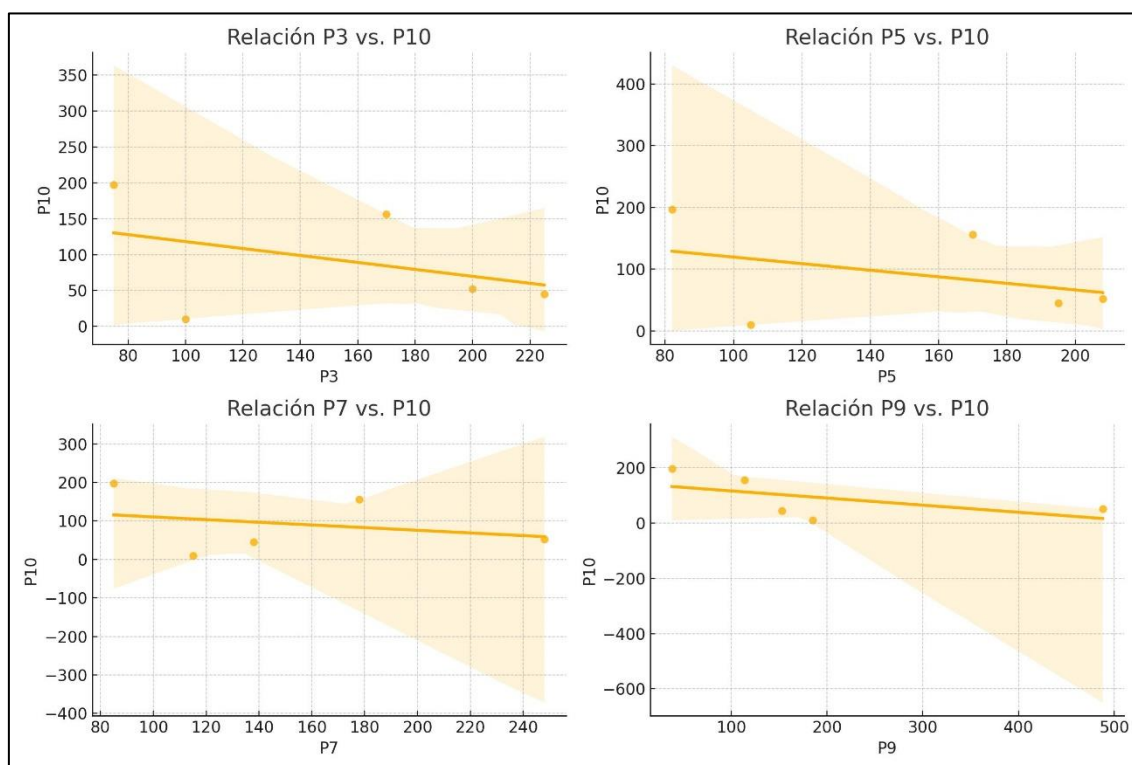 Relación P3 vs. P10
350
300
250
200
150
100
50
0
P10
80 100 120 140 160 180 200 220
P3
Relación P5 vs. P10
400
300
200
100
0
P10
80 100 120 140 160 180 200
P5
Relación P7 vs. P10
300
200
100
0
−100
−200
−300
−400
P10
80 100 120 140 160 180 200 220 240
P7
Relación P9 vs. P10
200
0
−200
−400
−600
P10
100 200 300 400 500
P9